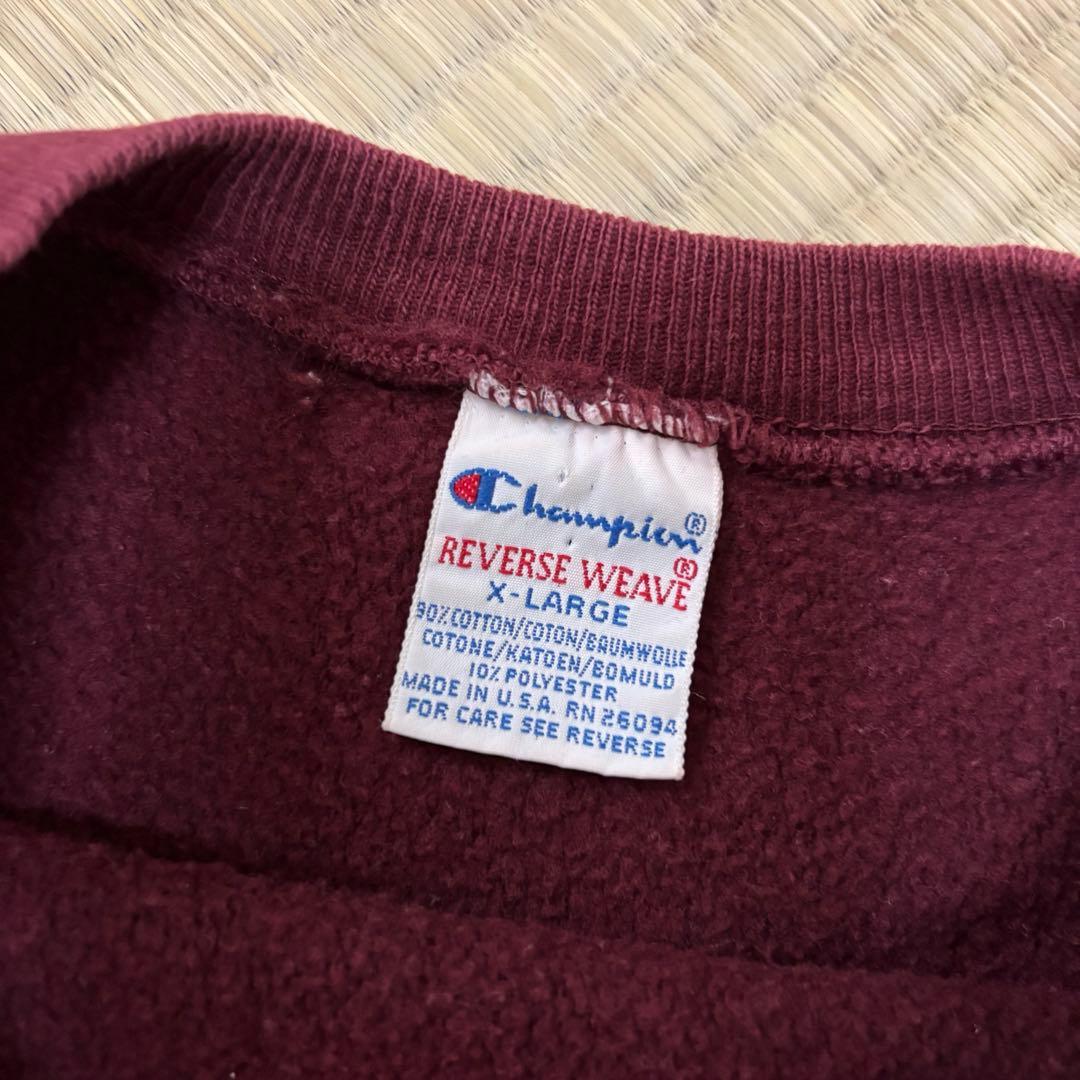 Champion®
REVERSE WEAVE®
X-LARGE
90% COTTON/COTON/BAUMWOLLE
COTONE/KATOEN/BOMULD
10% POLYESTER
MADE IN U.S.A. RN 26094
FOR CARE SEE REVERSE